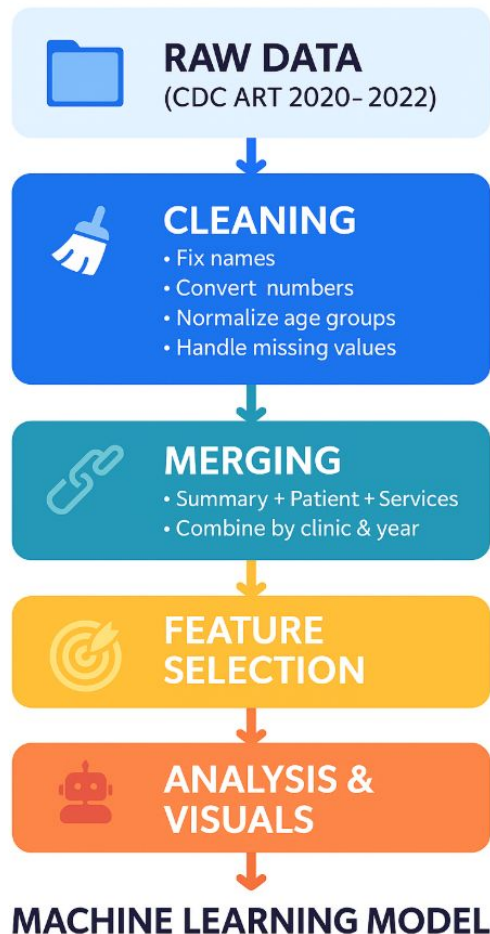 RAW DATA
(CDC ART 2020–2022)
CLEANING
• Fix names
• Convert numbers
• Normalize age groups
• Handle missing values
MERGING
• Summary + Patient + Services
• Combine by clinic & year
FEATURE
SELECTION
ANALYSIS &
VISUALS
MACHINE LEARNING MODEL